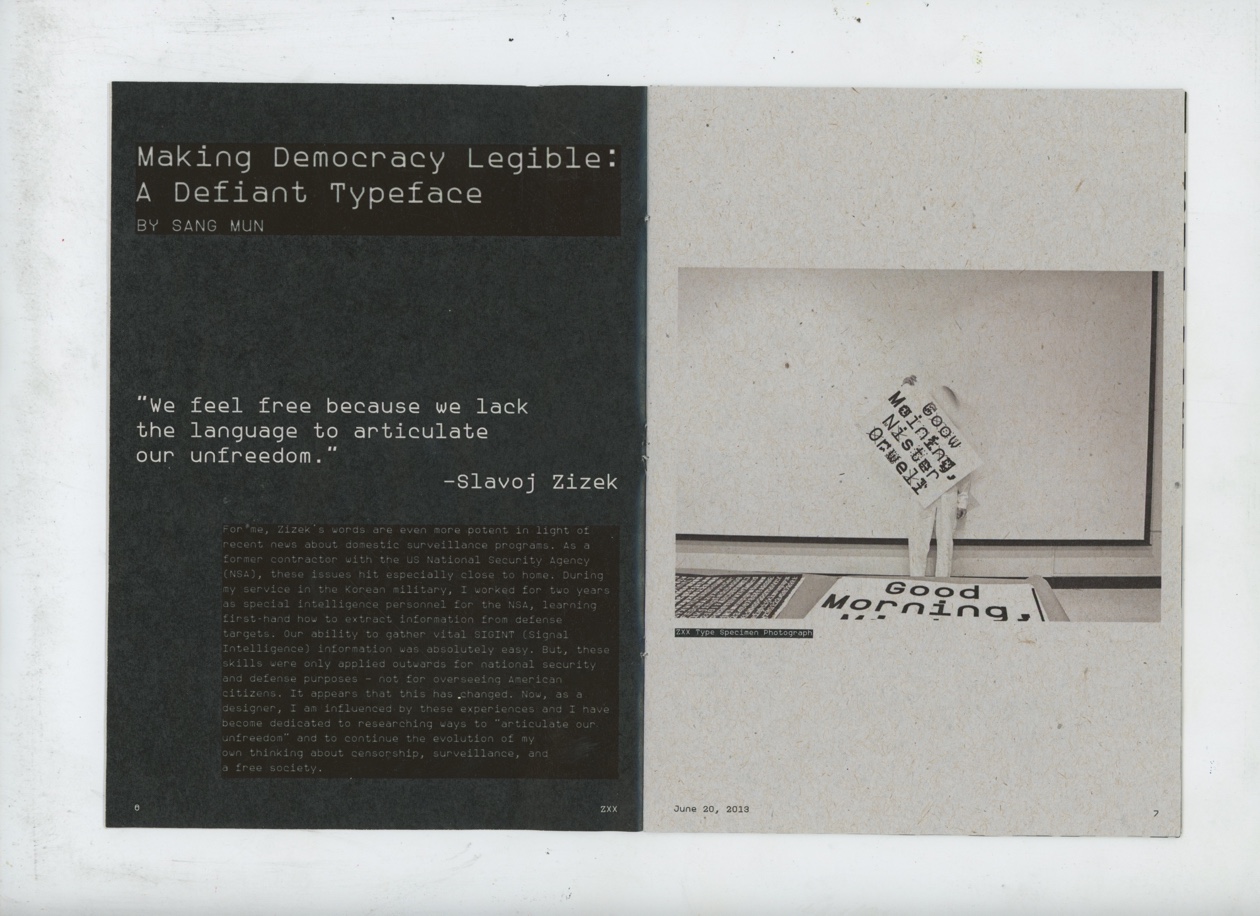 Making Democracy Legible:
A Defiant Typeface
BY SANG MUN
"We feel free because we lack
the language to articulate
our unfreedom."
-Slavoj Zizek
For me, Zizek's words are even more potent in light of
recent news about domestic surveillance programs. As a
former contractor with the US National Security Agency
(NSA), these issues hit especially close to home. During
my service in the Korean military, I worked for two years
as special intelligence personnel for the NSA, learning
first-hand how to extract information from defense
targets. Our ability to gather vital SIGINT (Signal
Intelligence) information was absolutely easy. But, these
skills were only applied outwards for national security
and defense purposes - not for overseeing American
citizens. It appears that this has changed. Now, as a
designer, I am influenced by these experiences and I have
become dedicated to researching ways to "articulate our
unfreedom" and to continue the evolution of my
own thinking about censorship, surveillance, and
a free society.
6
ZXX
Goow
Maining,
Nister
Orwell
Good
Morning,
ZXX Type Specimen Photograph
June 20, 2013
7